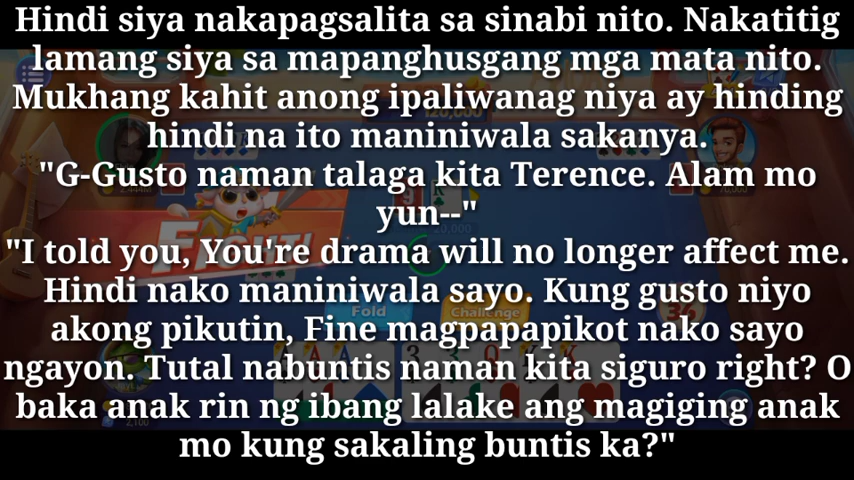 Hindi siya nakapagsalita sa sinabi nito. Nakatitig
lamang siya sa mapanghusgang mga mata nito.
Mukhang kahit anong ipaliwanag niya ay hinding
hindi na ito maniniwala sakanya.
"G-Gusto naman talaga kita Terence. Alam mo
yun--"
"I told you, You're drama will no longer affect me.
Hindi nako maniniwala sayo. Kung gusto niyo
akong pikutin, Fine magpapapikot nako sayo
ngayon. Tutal nabuntis naman kita siguro right? O
baka anak rin ng ibang lalake ang magiging anak
mo kung sakaling buntis ka?"
FIGHT!
Fold
Challenge